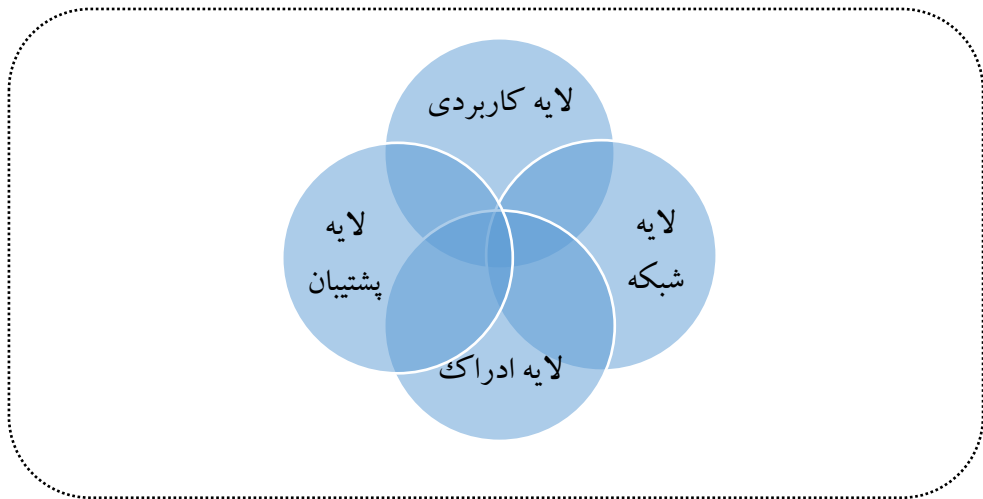 لایه کاربردی
لایه
شبکه
لایه
پشتیبان
لایه ادراک